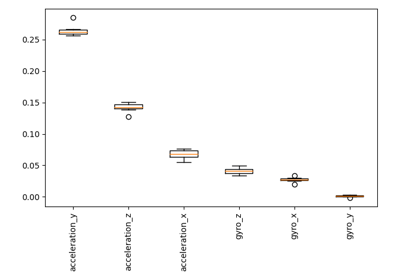 0.25
0.20
0.15
0.10
0.05
0.00
acceleration_y
acceleration_z
acceleration_x
gyro_z
gyro_x
gyro_y